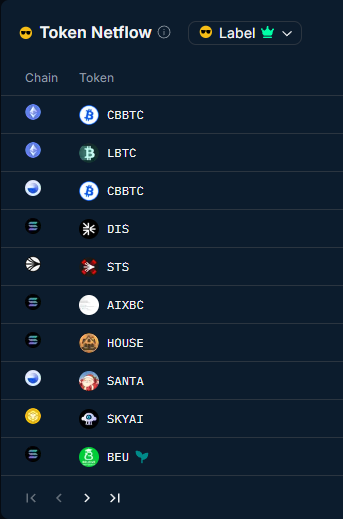 Token Netflow Label
Chain Token
CBBTC
LBTC
CBBTC
DIS
STS
AIXBC
HOUSE
SANTA
SKYAI
BEU